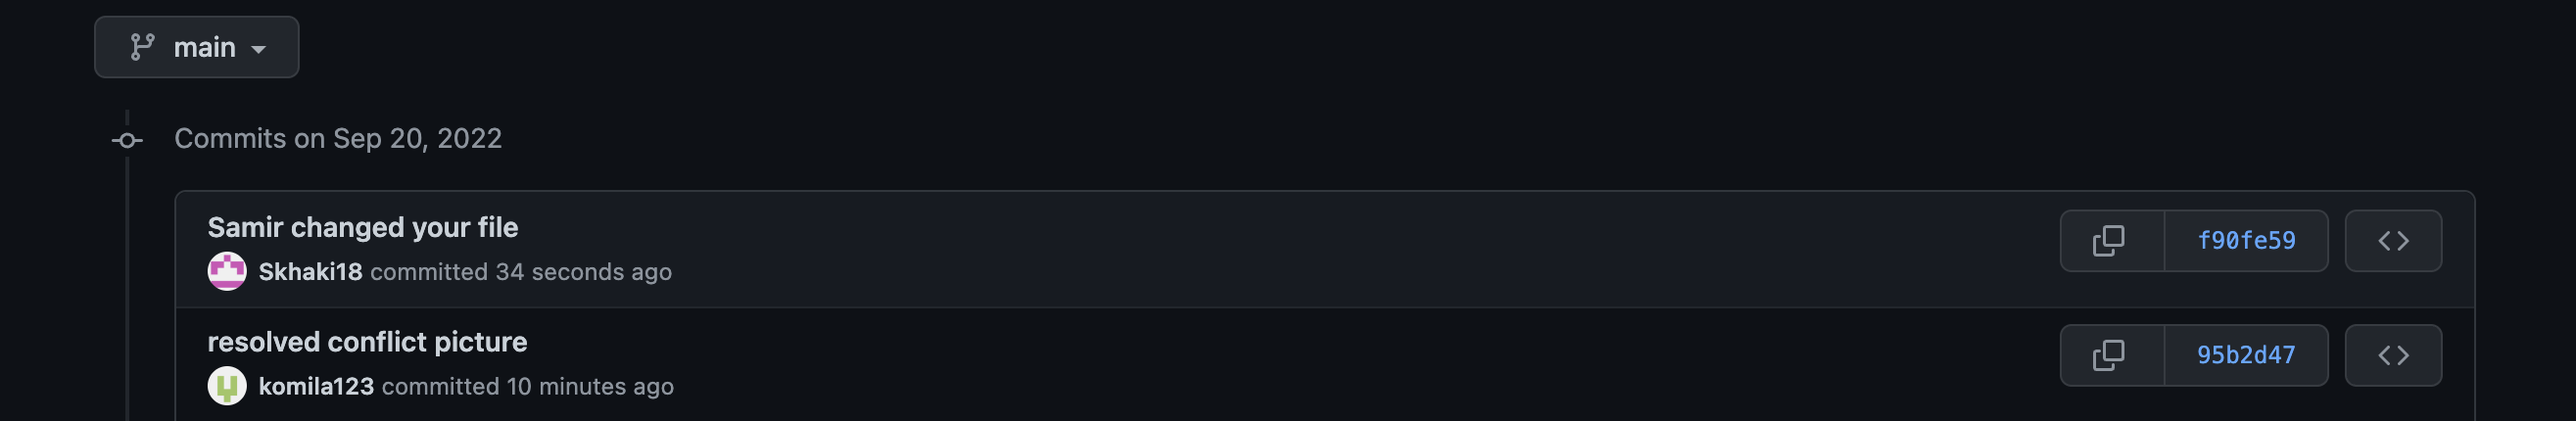 main
Commits on Sep 20, 2022
Samir changed your file
Skhaki18 committed 34 seconds ago
f90fe59
resolved conflict picture
komila123 committed 10 minutes ago
95b2d47